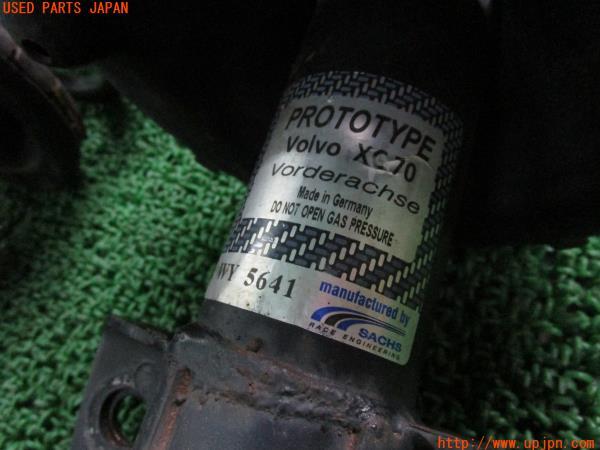 USED PARTS JAPAN
PROTOTYPE
Volvo XC70
Vorderachse
Made in Germany
DO NOT OPEN GAS PRESSURE
WY 5641
manufactured by
SACHS
RACE ENGINEERING
http://www.upjpn.com/